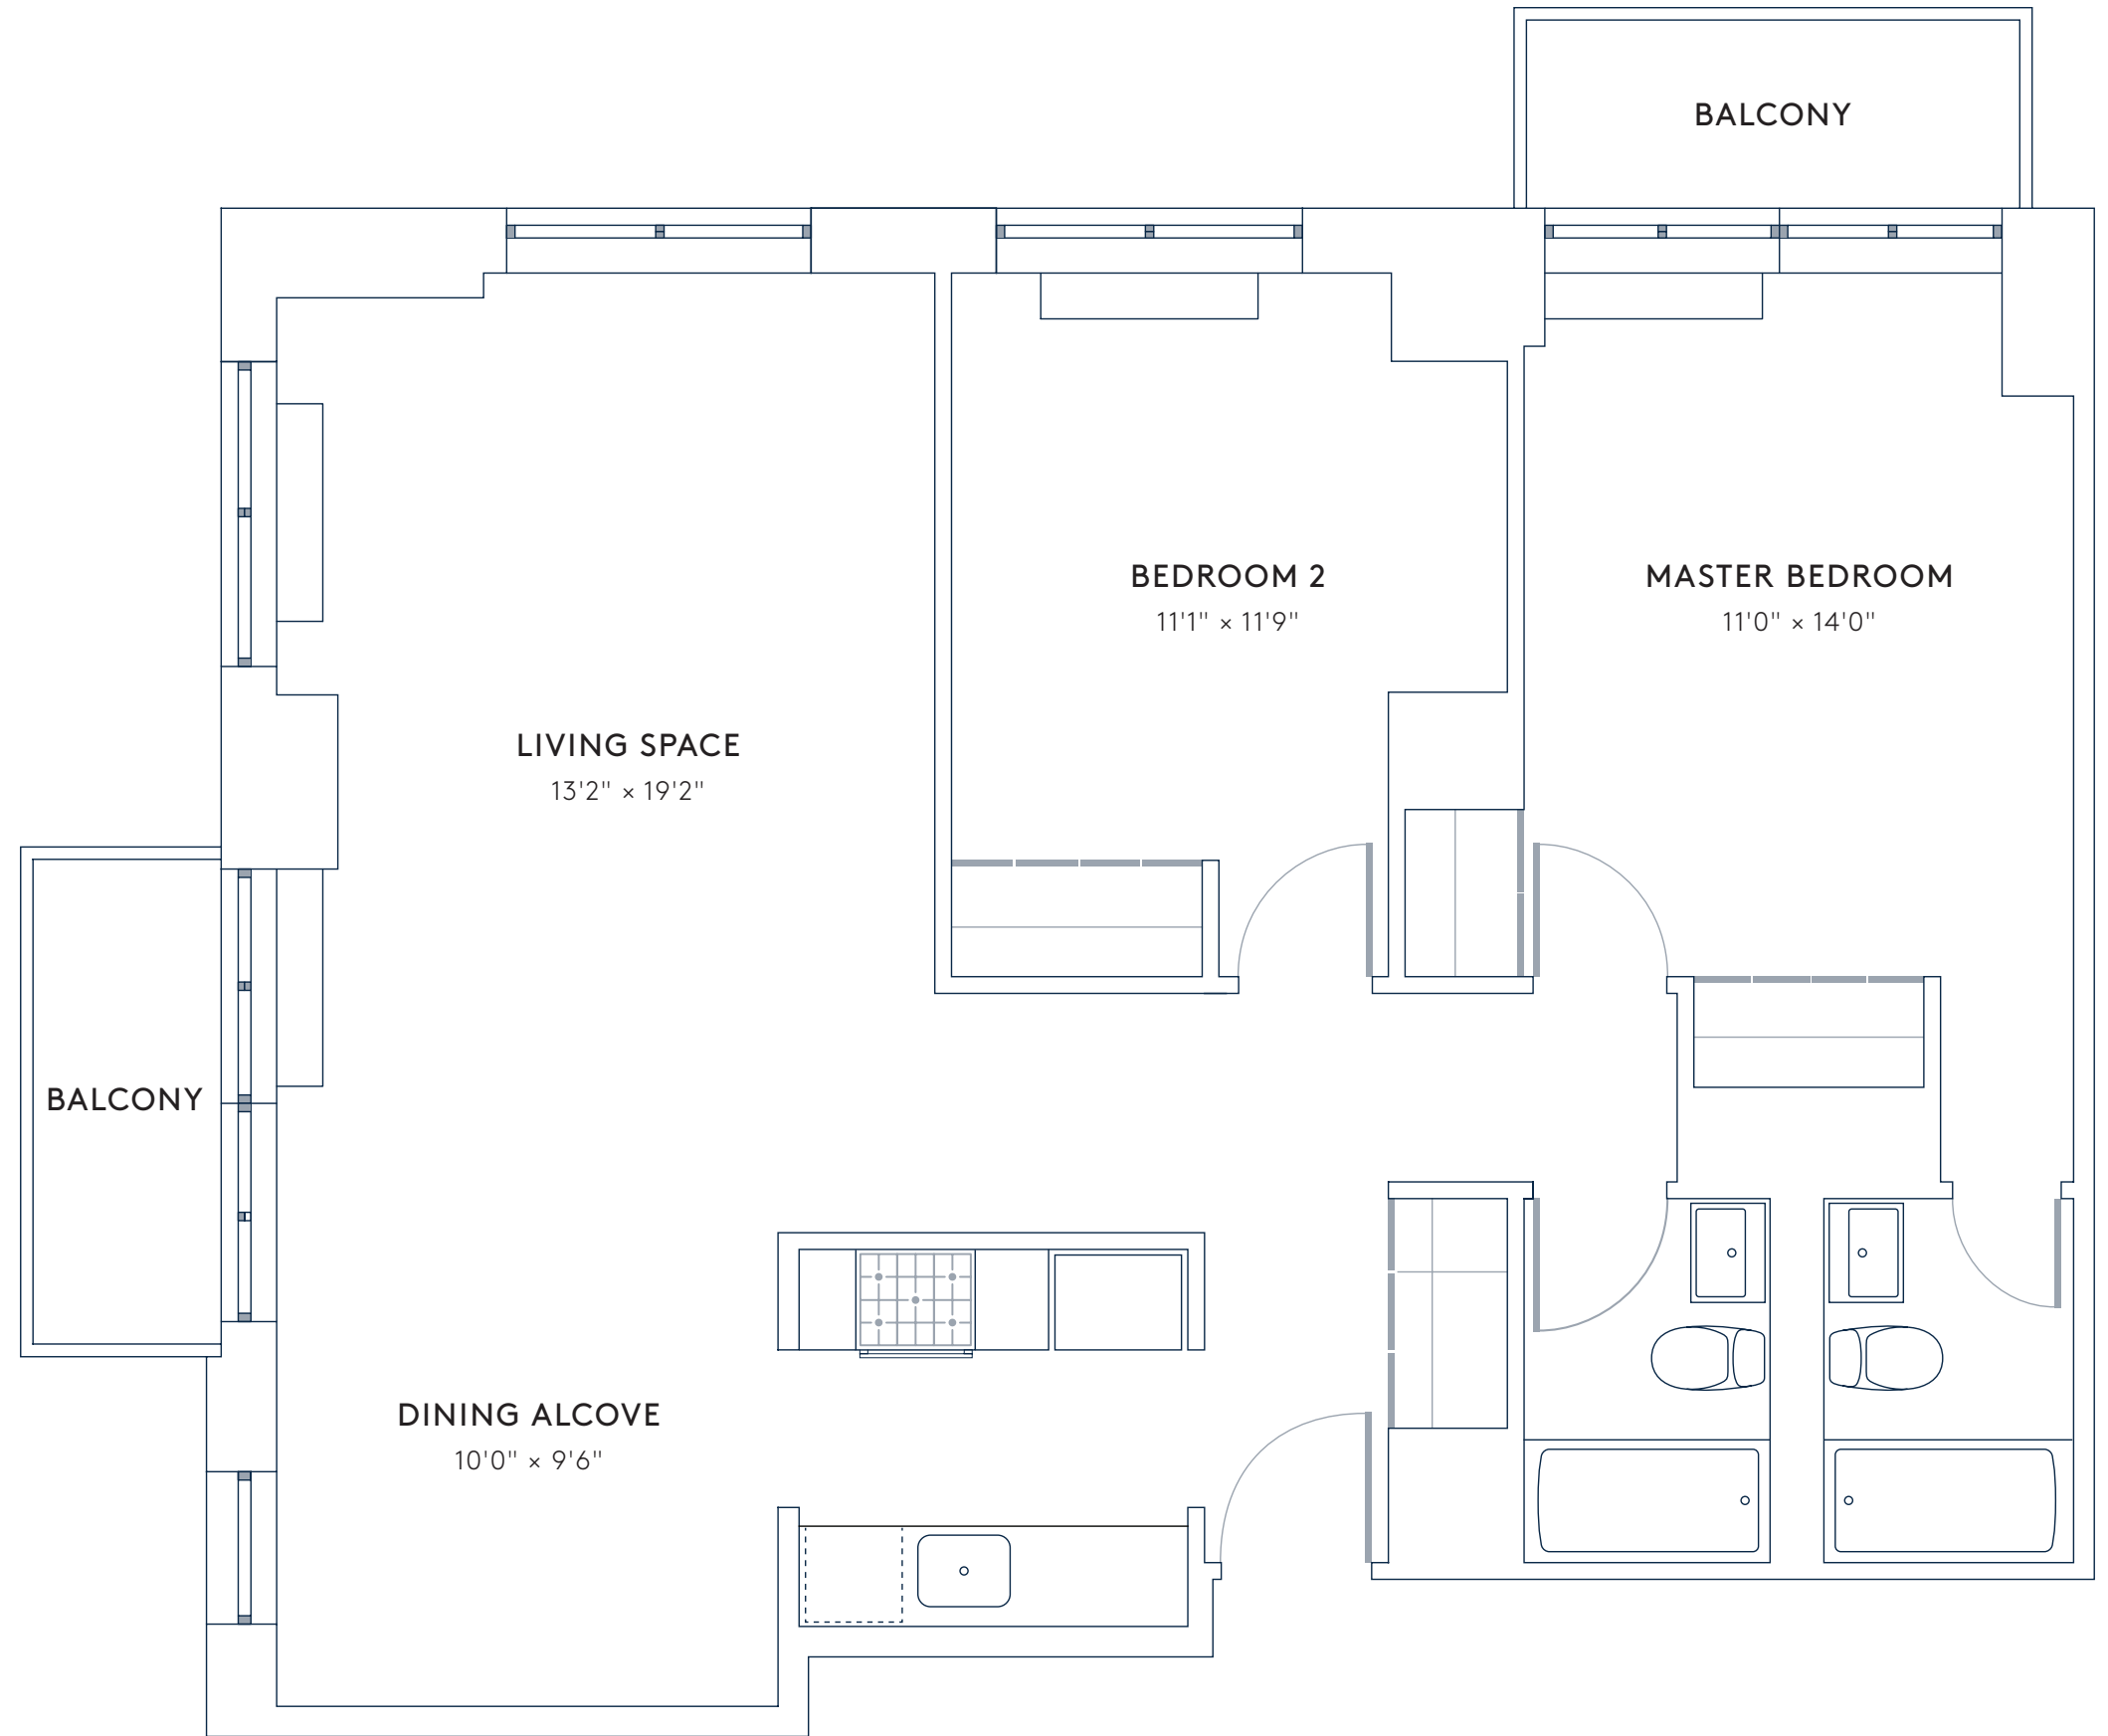 BALCONY
BEDROOM 2
11'1" × 11'9"
MASTER BEDROOM
11'0" × 14'0"
LIVING SPACE
13'2" × 19'2"
BALCONY
DINING ALCOVE
10'0" × 9'6"